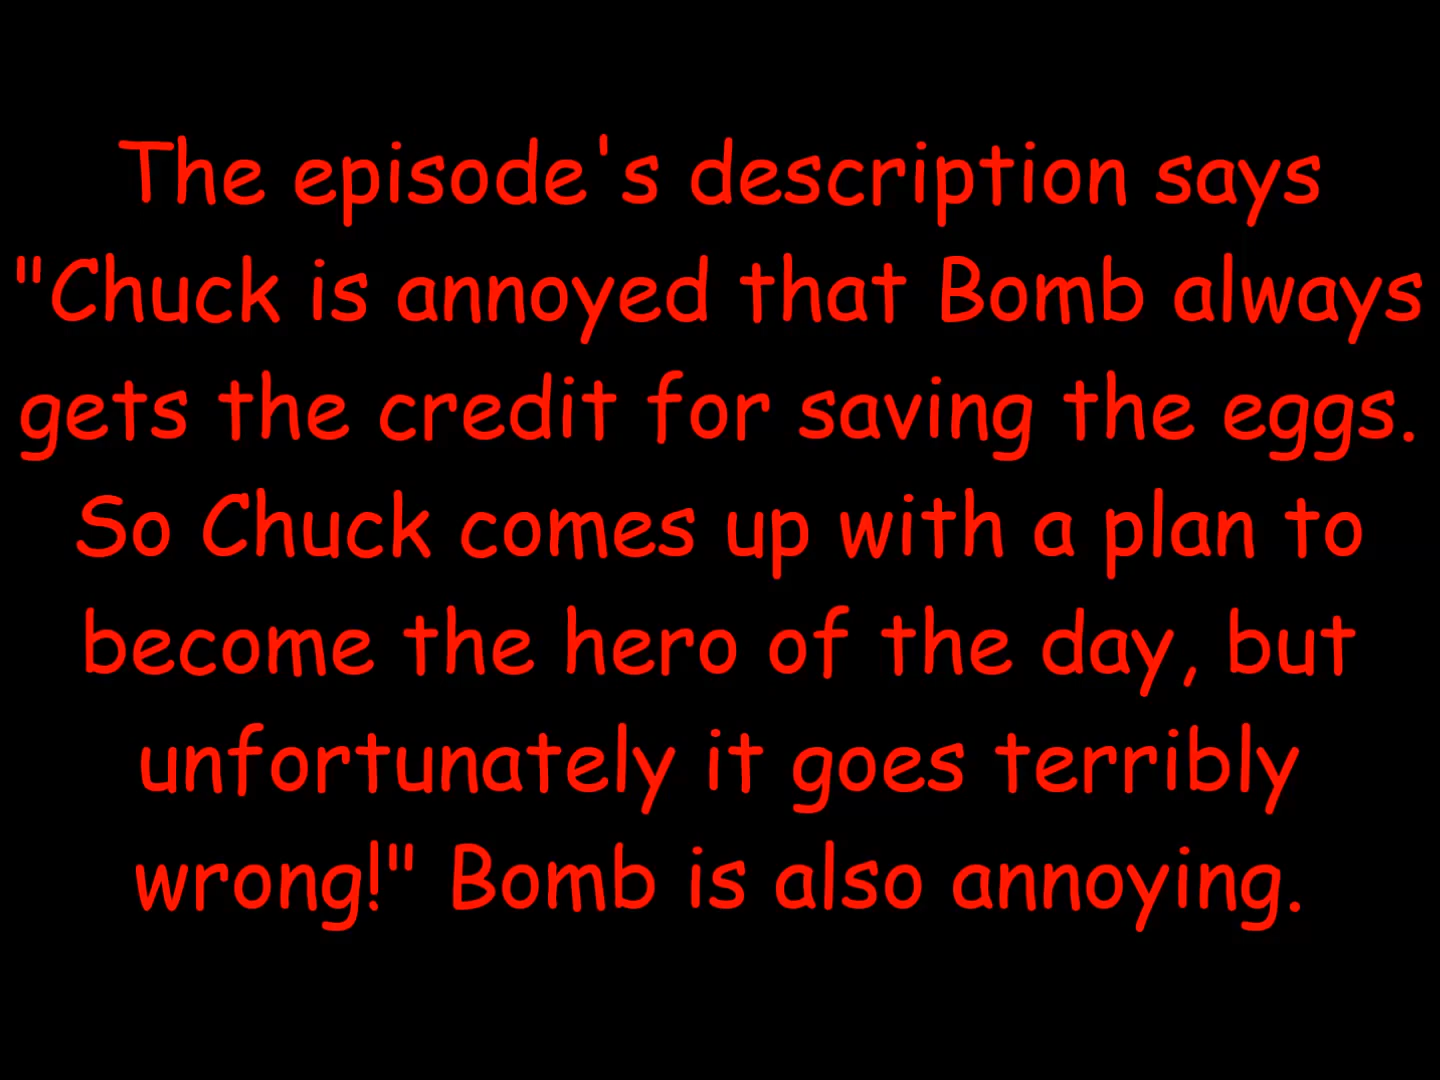 The episode's description says
"Chuck is annoyed that Bomb always
gets the credit for saving the eggs.
So Chuck comes up with a plan to
become the hero of the day, but
unfortunately it goes terribly
wrong!" Bomb is also annoying.